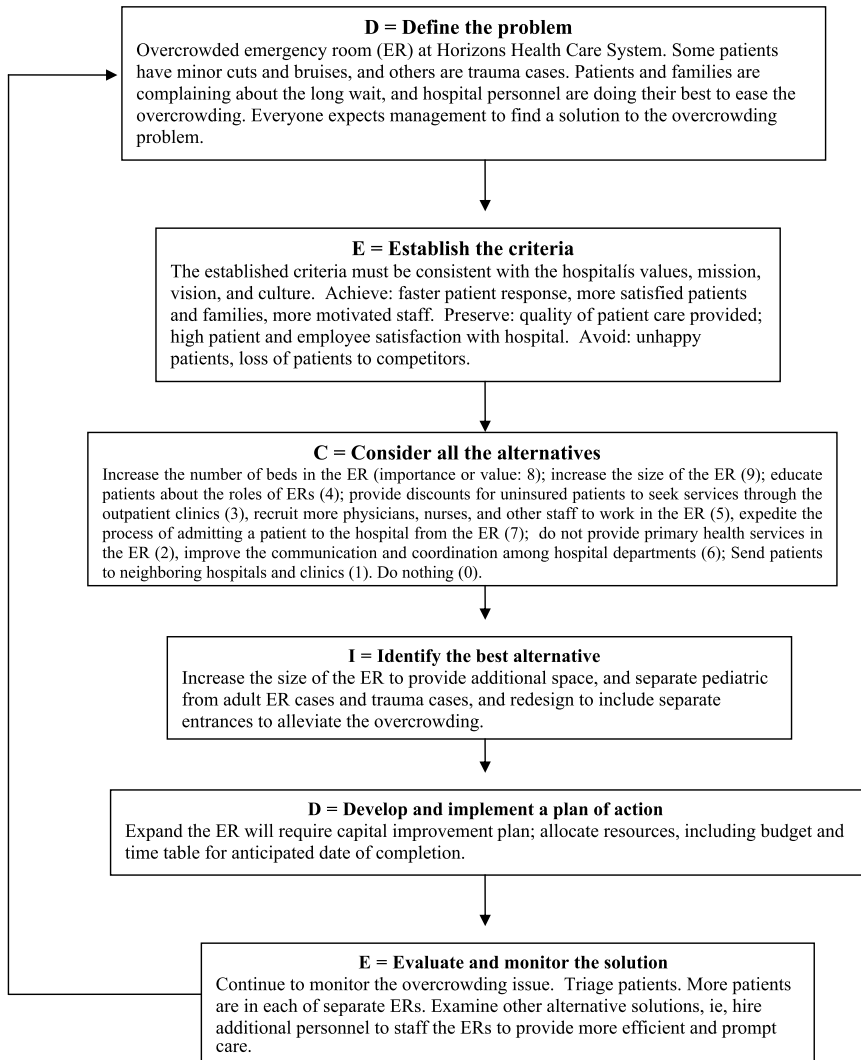 D = Define the problem
Overcrowded emergency room (ER) at Horizons Health Care System. Some patients
have minor cuts and bruises, and others are trauma cases. Patients and families are
complaining about the long wait, and hospital personnel are doing their best to ease the
overcrowding. Everyone expects management to find a solution to the overcrowding
problem.
E = Establish the criteria
The established criteria must be consistent with the hospitalís values, mission,
vision, and culture.  Achieve: faster patient response, more satisfied patients
and families, more motivated staff.  Preserve: quality of patient care provided;
high patient and employee satisfaction with hospital.  Avoid: unhappy
patients, loss of patients to competitors.
C = Consider all the alternatives
Increase the number of beds in the ER (importance or value: 8); increase the size of the ER (9); educate
patients about the roles of ERs (4); provide discounts for uninsured patients to seek services through the
outpatient clinics (3), recruit more physicians, nurses, and other staff to work in the ER (5), expedite the
process of admitting a patient to the hospital from the ER (7);  do not provide primary health services in
the ER (2), improve the communication and coordination among hospital departments (6); Send patients
to neighboring hospitals and clinics (1). Do nothing (0).
I = Identify the best alternative
Increase the size of the ER to provide additional space, and separate pediatric
from adult ER cases and trauma cases, and redesign to include separate
entrances to alleviate the overcrowding.
D = Develop and implement a plan of action
Expand the ER will require capital improvement plan; allocate resources, including budget and
time table for anticipated date of completion.
E = Evaluate and monitor the solution
Continue to monitor the overcrowding issue.  Triage patients. More patients
are in each of separate ERs. Examine other alternative solutions, ie, hire
additional personnel to staff the ERs to provide more efficient and prompt
care.